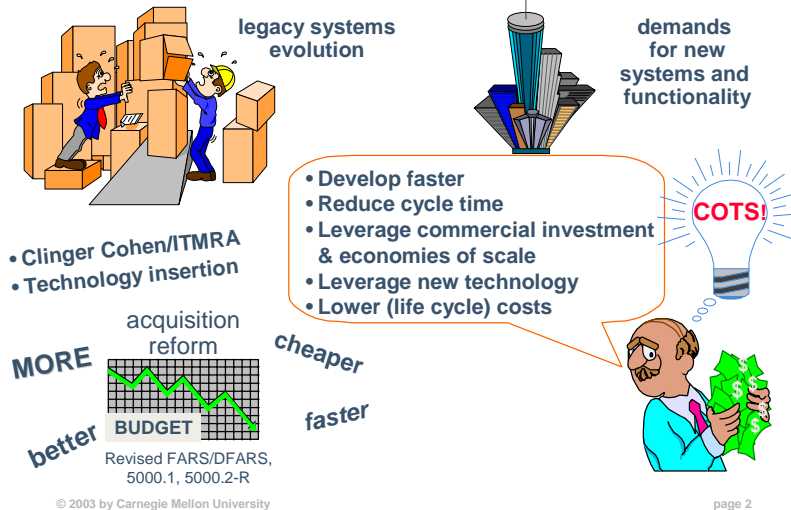 legacy systems
evolution
demands
for new
systems and
functionality
• Develop faster
• Reduce cycle time
• Leverage commercial investment
& economies of scale
• Leverage new technology
• Lower (life cycle) costs
COTS!
• Clinger Cohen/ITMRA
• Technology insertion
acquisition
reform
MORE
cheaper
better
BUDGET
faster
Revised FARS/DFARS,
5000.1, 5000.2-R
$
$
$
$
$
© 2003 by Carnegie Mellon University
page 2